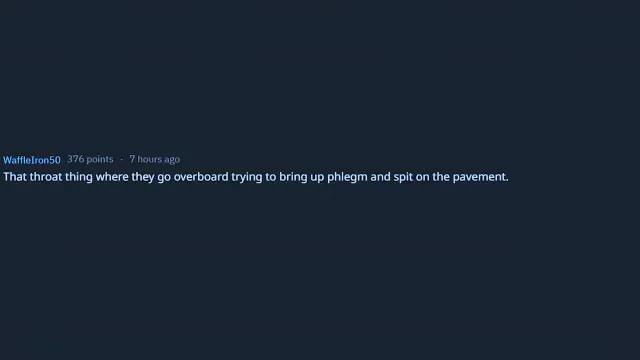 WaffleIron50 376 points · 7 hours ago
That throat thing where they go overboard trying to bring up phlegm and spit on the pavement.